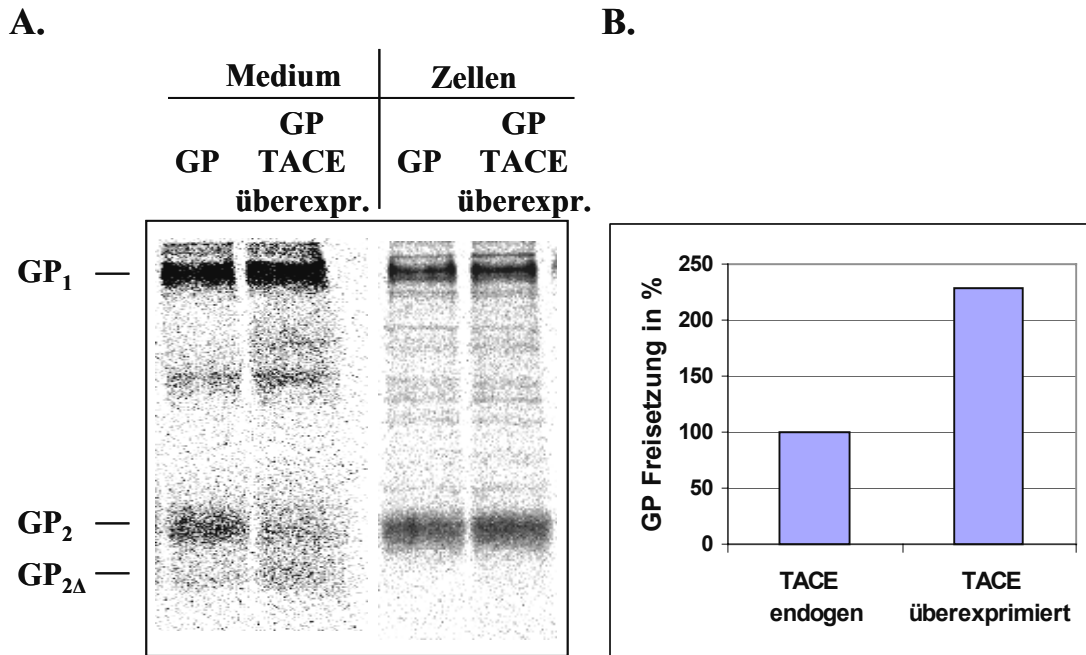 A.
Medium
Zellen
GP
GP
TACE
überexpr.
GP
GP
TACE
überexpr.
GP1
GP2
GP2Δ
B.
GP Freisetzung in %
250
200
150
100
50
0
TACE
endogen
TACE
überexprimiert